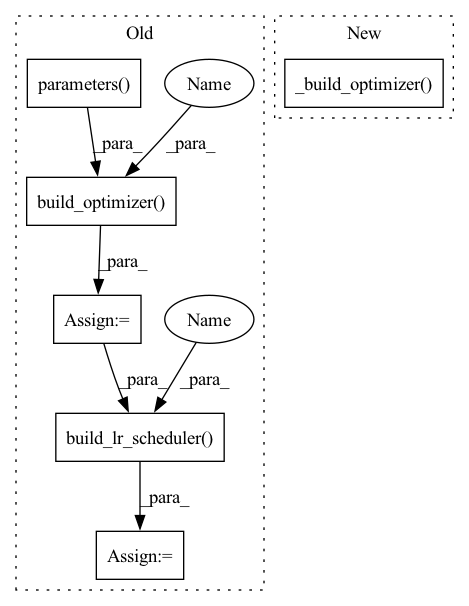 Old
New
parameters()
Name
_build_optimizer()
_para_
_para_
build_optimizer()
_para_
Assign:=
Name
_para_
_para_
build_lr_scheduler()
_para_
Assign:=